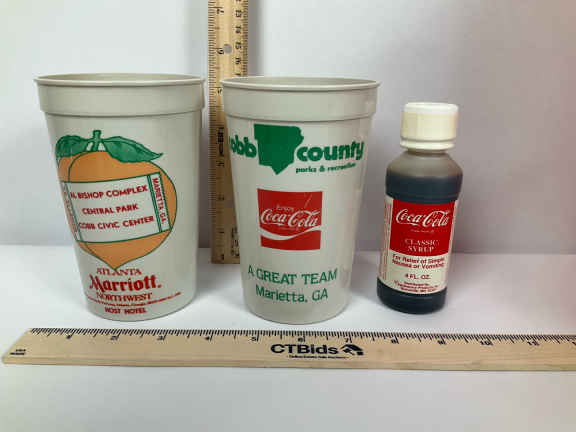 AL BISHOP COMPLEX
CENTRAL PARK
COBB CIVIC CENTER
MARIETTA, GA
ATLANTA
Marriott.
NORTHWEST
HOST HOTEL
obb county
parks & recreation
Enjoy
Coca-Cola
A GREAT TEAM
Marietta, GA
Coca-Cola
CLASSIC
SYRUP
For Relief of Simple
Nausea or Vomiting
4 FL. OZ.
CTBids